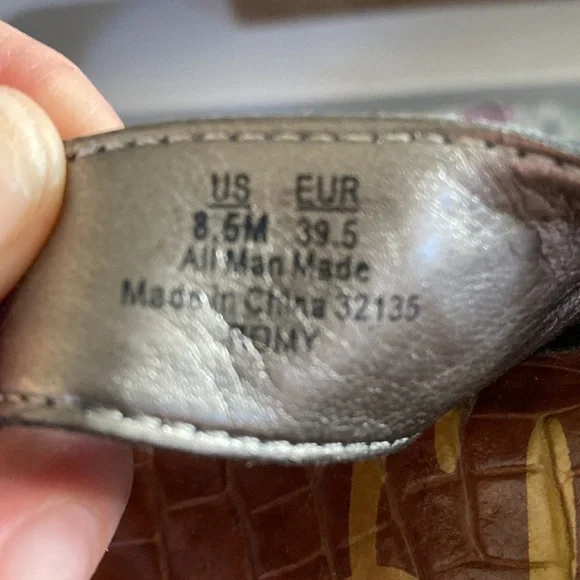 US EUR
8.5M 39.5
All Man Made
Made in China 32135